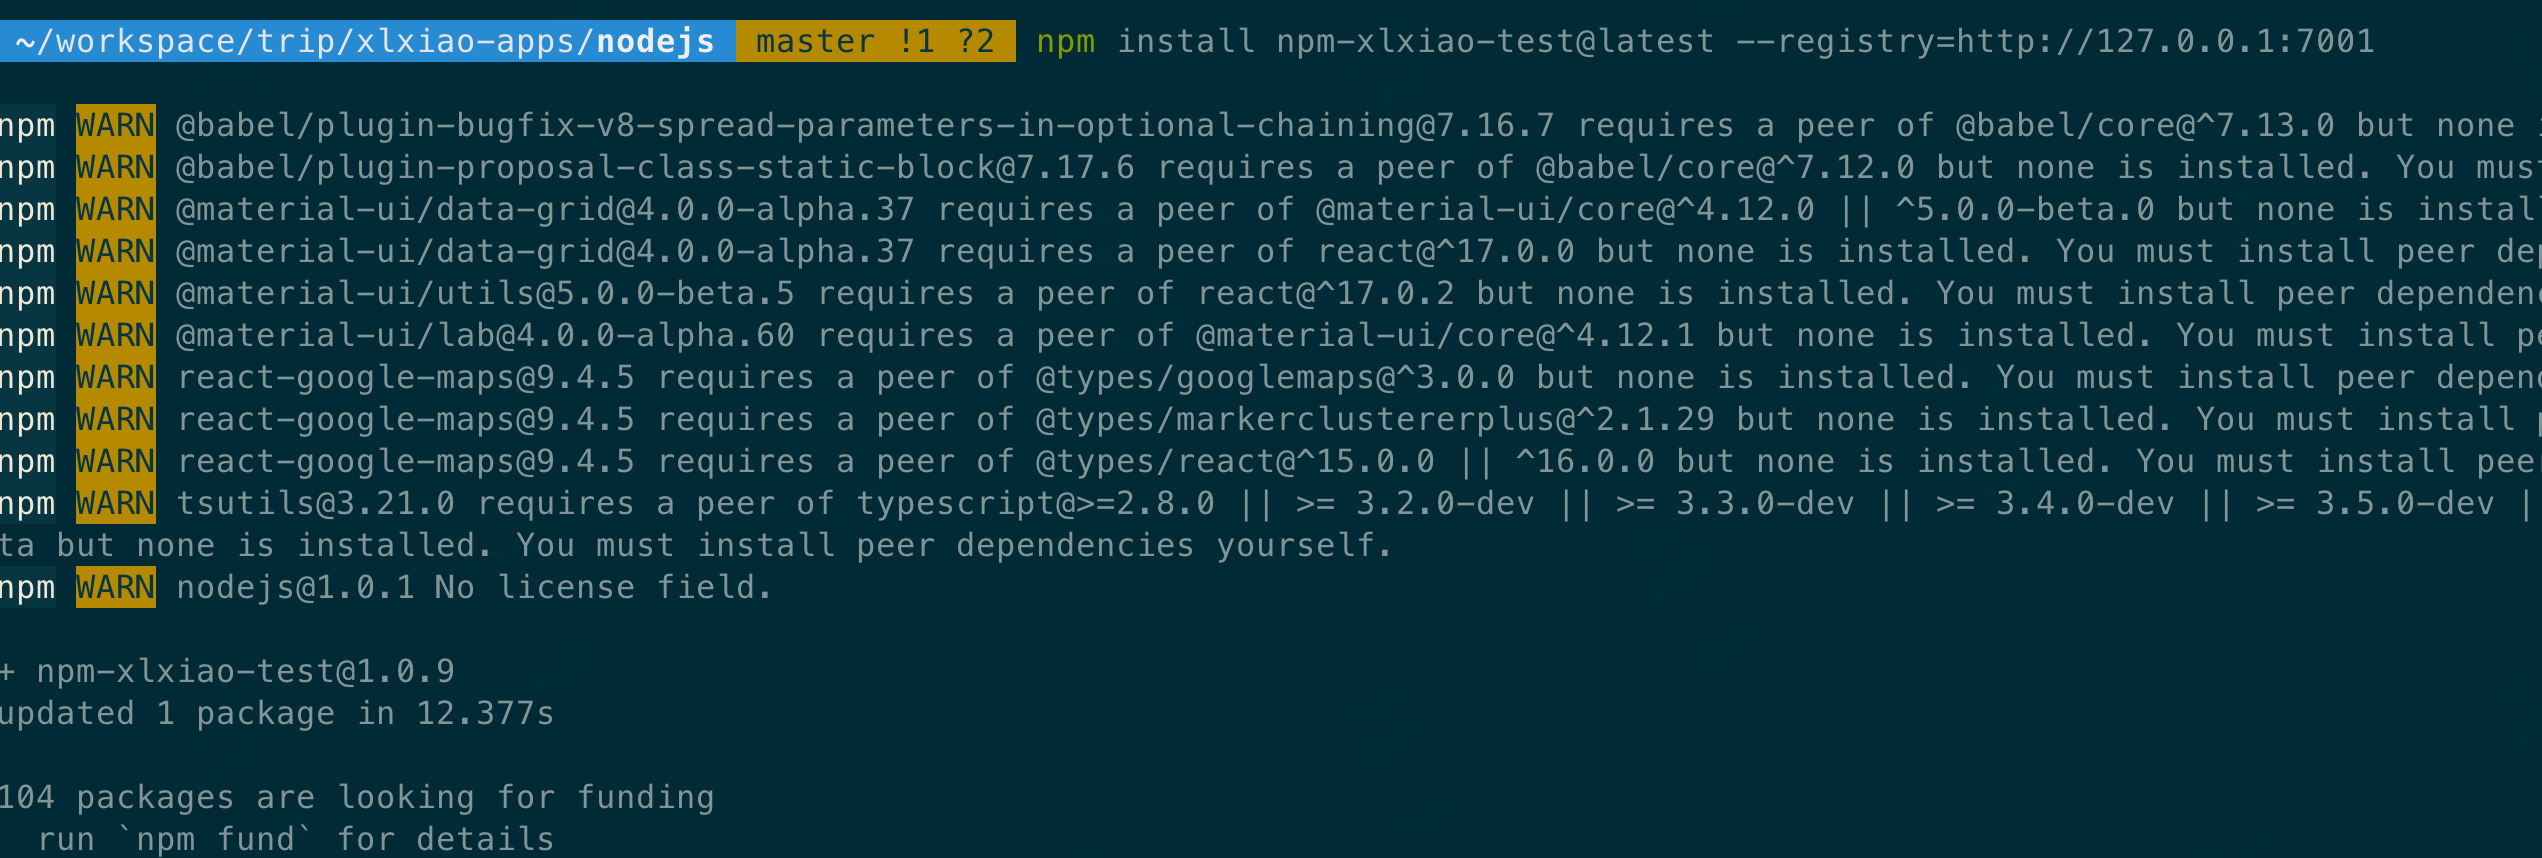 ~/workspace/trip/xlxiao-apps/nodejs master !1 ?2 npm install npm-xlxiao-test@latest --registry=http://127.0.0.1:7001
npm WARN @babel/plugin-bugfix-v8-spread-parameters-in-optional-chaining@7.16.7 requires a peer of @babel/core@^7.13.0 but none
npm WARN @babel/plugin-proposal-class-static-block@7.17.6 requires a peer of @babel/core@^7.12.0 but none is installed. You must
npm WARN @material-ui/data-grid@4.0.0-alpha.37 requires a peer of @material-ui/core@^4.12.0 || ^5.0.0-beta.0 but none is instal
npm WARN @material-ui/data-grid@4.0.0-alpha.37 requires a peer of react@^17.0.0 but none is installed. You must install peer dep
npm WARN @material-ui/utils@5.0.0-beta.5 requires a peer of react@^17.0.2 but none is installed. You must install peer dependenc
npm WARN @material-ui/lab@4.0.0-alpha.60 requires a peer of @material-ui/core@^4.12.1 but none is installed. You must install pe
npm WARN react-google-maps@9.4.5 requires a peer of @types/googlemaps@^3.0.0 but none is installed. You must install peer depend
npm WARN react-google-maps@9.4.5 requires a peer of @types/markerclustererplus@^2.1.29 but none is installed. You must install p
npm WARN react-google-maps@9.4.5 requires a peer of @types/react@^15.0.0 || ^16.0.0 but none is installed. You must install peer
npm WARN tsutils@3.21.0 requires a peer of typescript@>=2.8.0 || >= 3.2.0-dev || >= 3.3.0-dev || >= 3.4.0-dev || >= 3.5.0-dev |
ta but none is installed. You must install peer dependencies yourself.
npm WARN nodejs@1.0.1 No license field.
+ npm-xlxiao-test@1.0.9
updated 1 package in 12.377s
104 packages are looking for funding
run `npm fund` for details